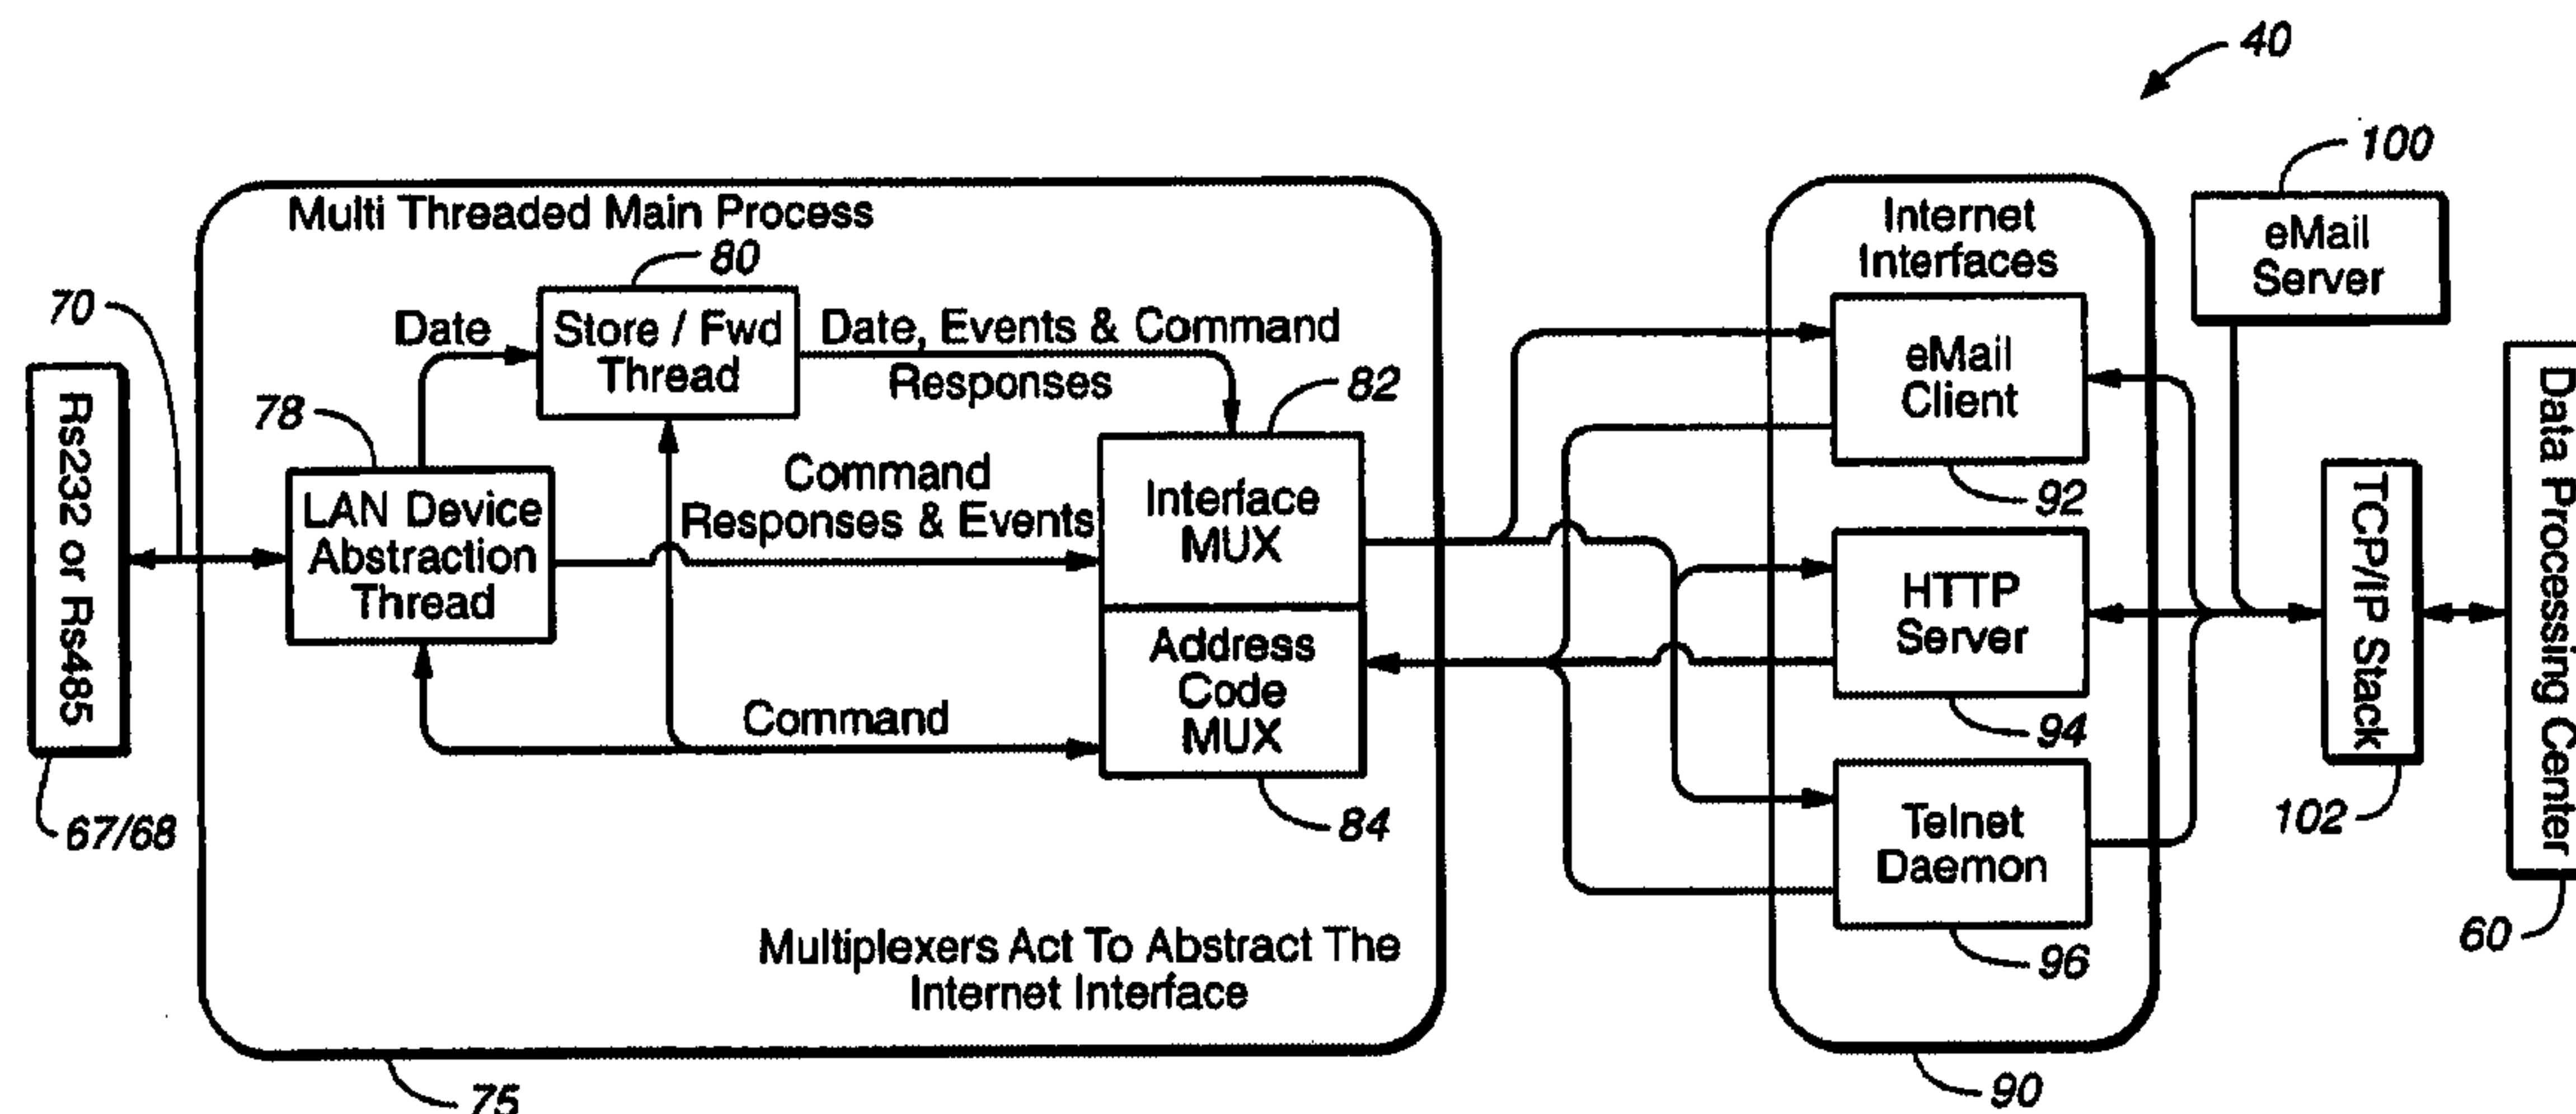 40
100
Multi Threaded Main Process
80
Internet
Interfaces
eMail
Server
70
Date
Store / Fwd
Thread
Date, Events & Command
Responses
eMail
Client
78
82
Rs232 or Rs485
LAN Device
Abstraction
Thread
Command
Responses & Events
Interface
MUX
92
HTTP
Server
TCP/IP Stack
Data Processing Center
Address
Code
MUX
Command
94
67/68
84
Telnet
Daemon
102
Multiplexers Act To Abstract The
Internet Interface
96
60
75
90